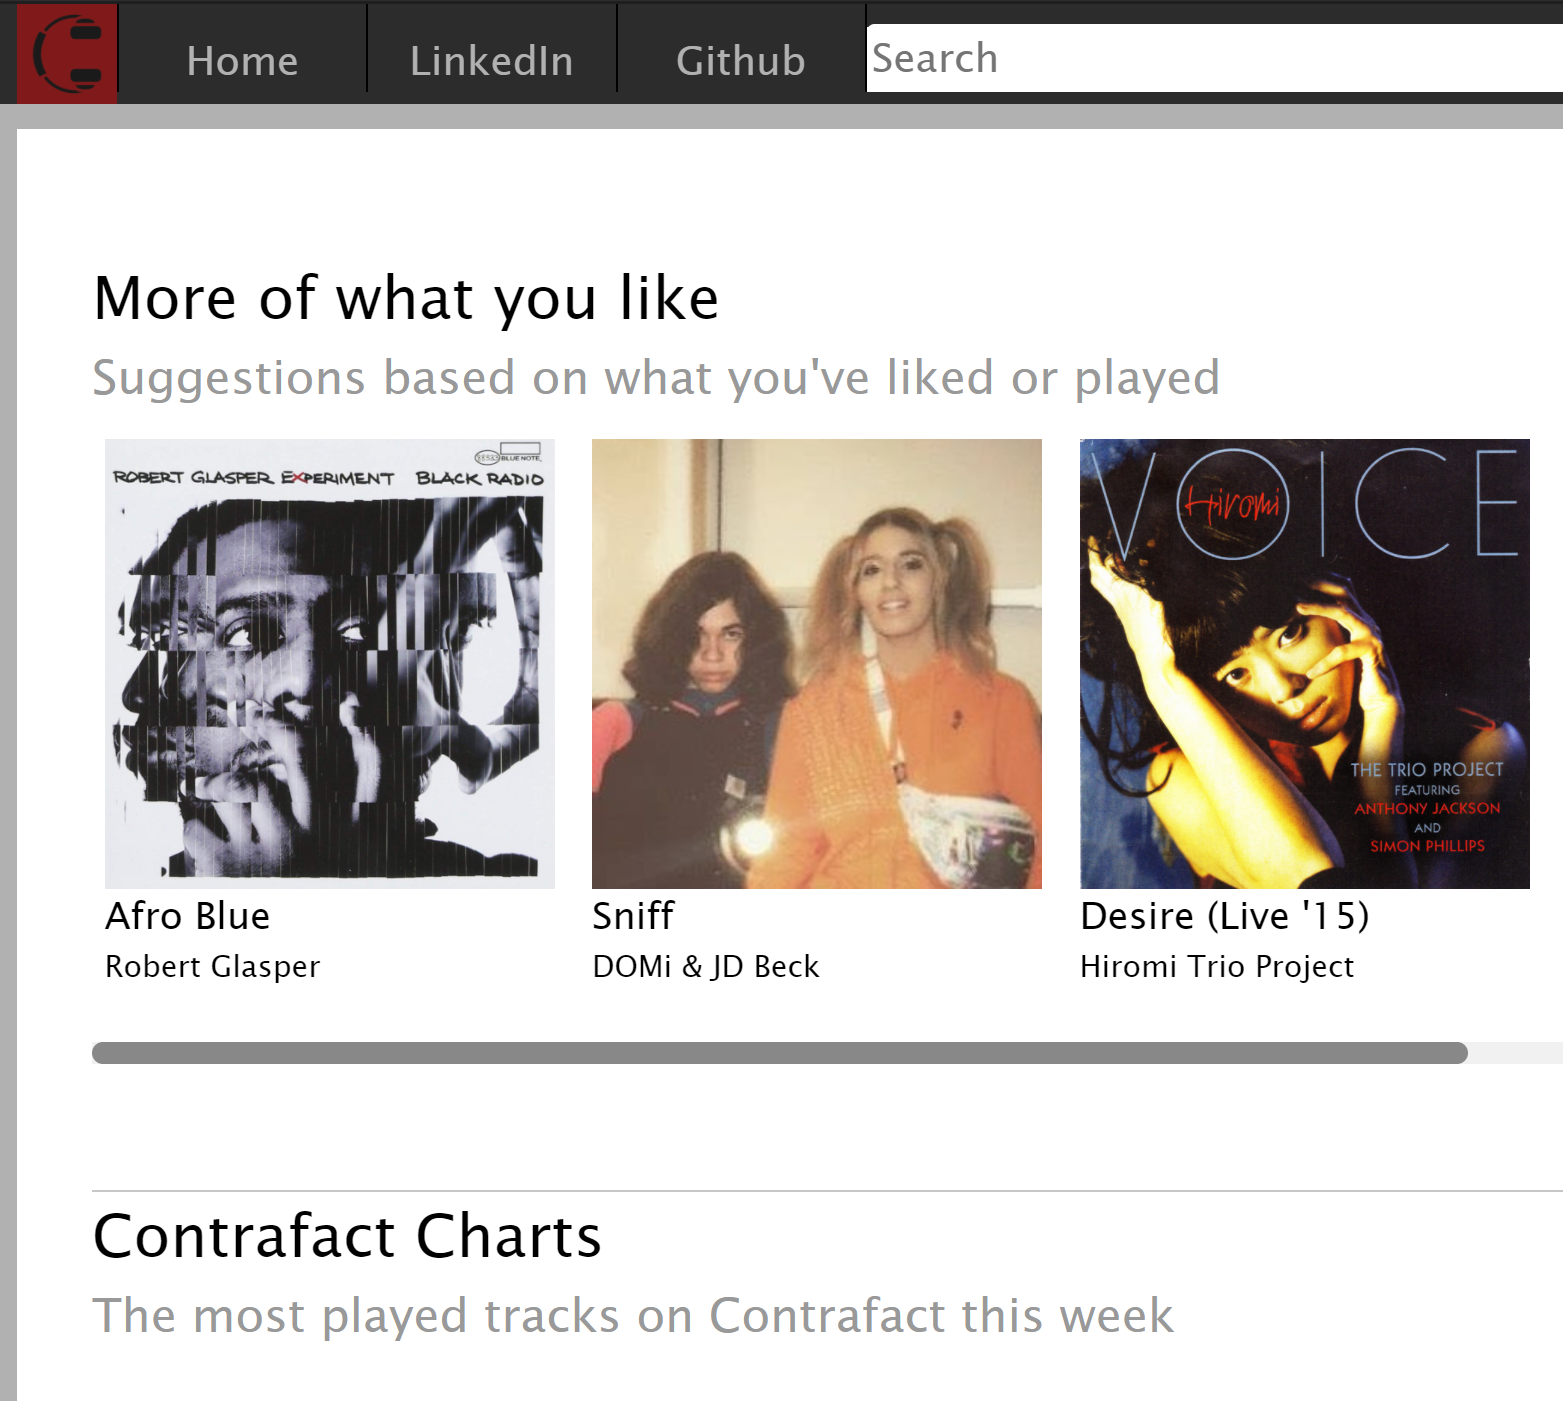 Home
LinkedIn
Github
Search
More of what you like
Suggestions based on what you've liked or played
BLUE NOTE
ROBERT GLASPER EXPERIMENT BLACK RADIO
VOICE
Hiromi
THE TRIO PROJECT
FEATURING
ANTHONY JACKSON
AND
SIMON PHILLIPS
Afro Blue
Robert Glasper
Sniff
DOMi & JD Beck
Desire (Live '15)
Hiromi Trio Project
Contrafact Charts
The most played tracks on Contrafact this week